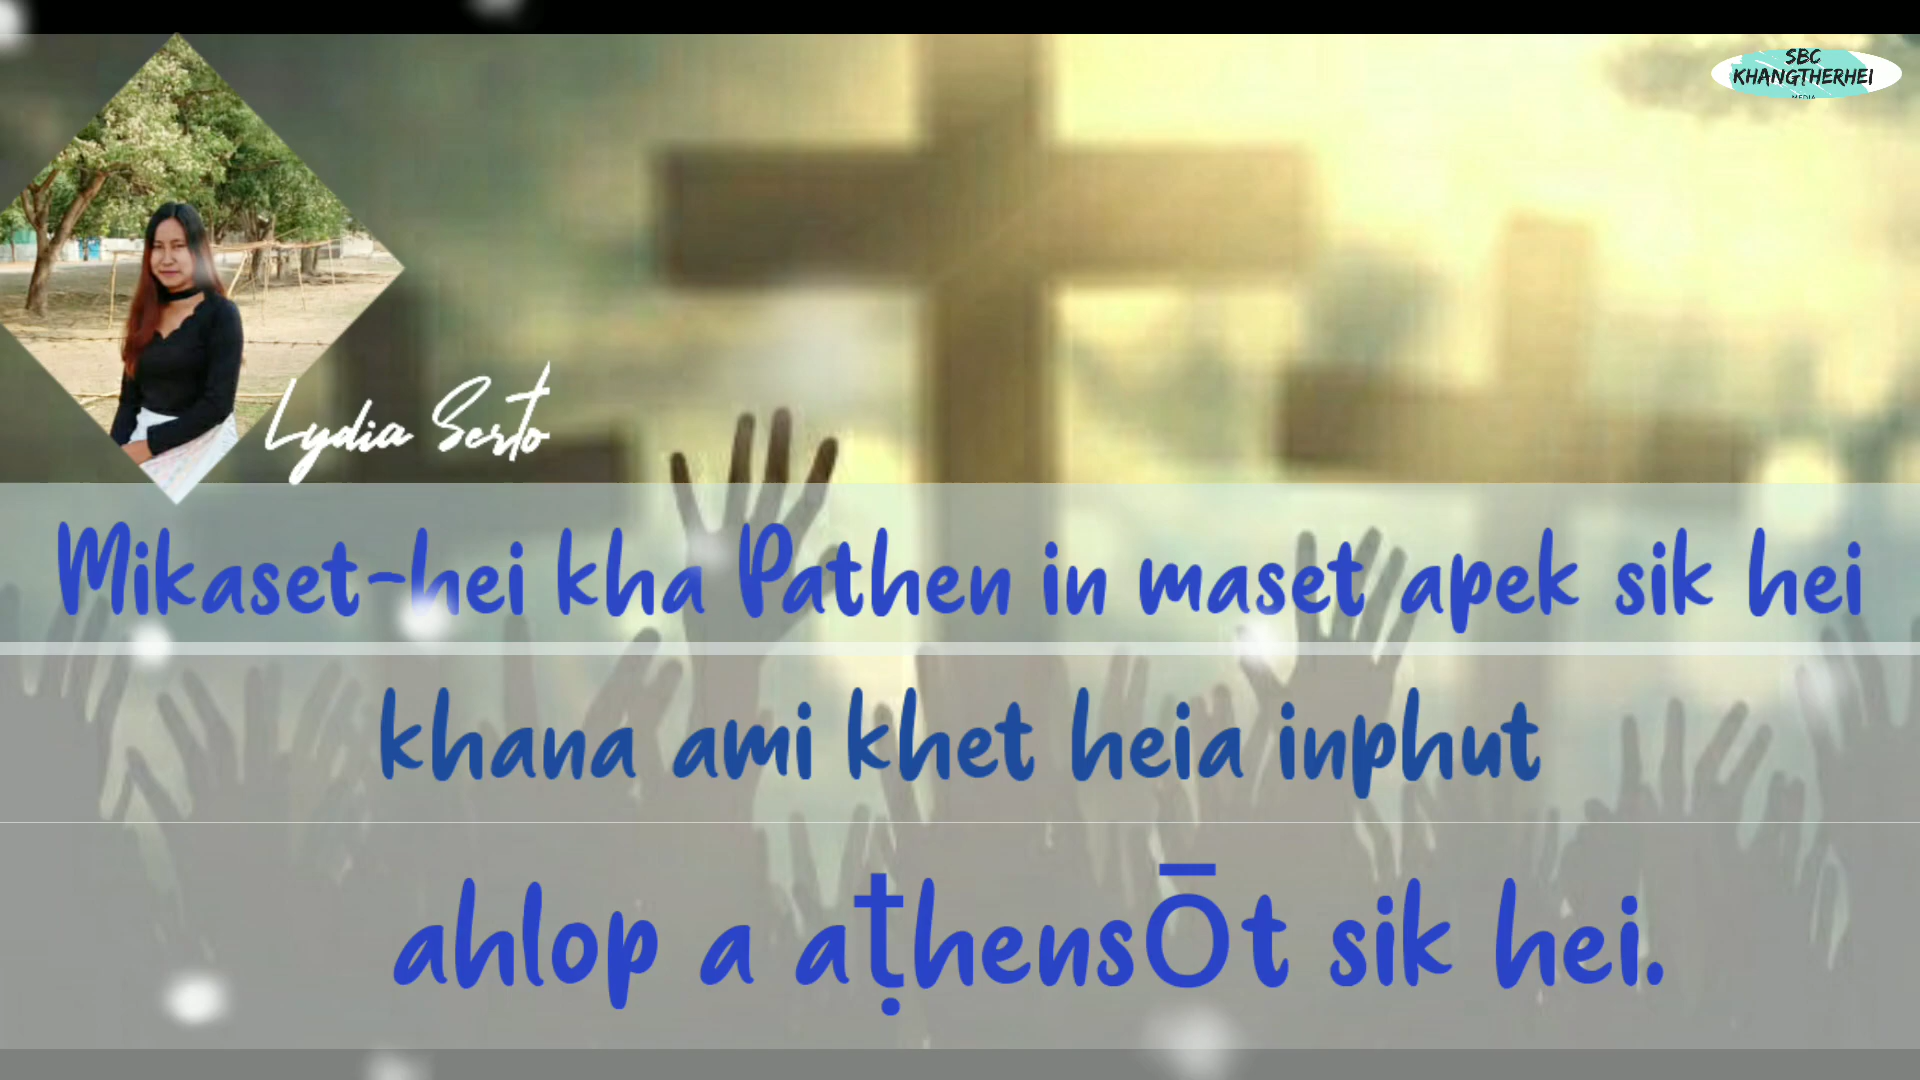 SBC
KHANGTHERHEI
MEDIA
Lydia Serto
Mikaset-hei kha Pathen in maset apek sik hei
khana ami khet heia inphut
ahlop a aṭhensŌt sik hei.